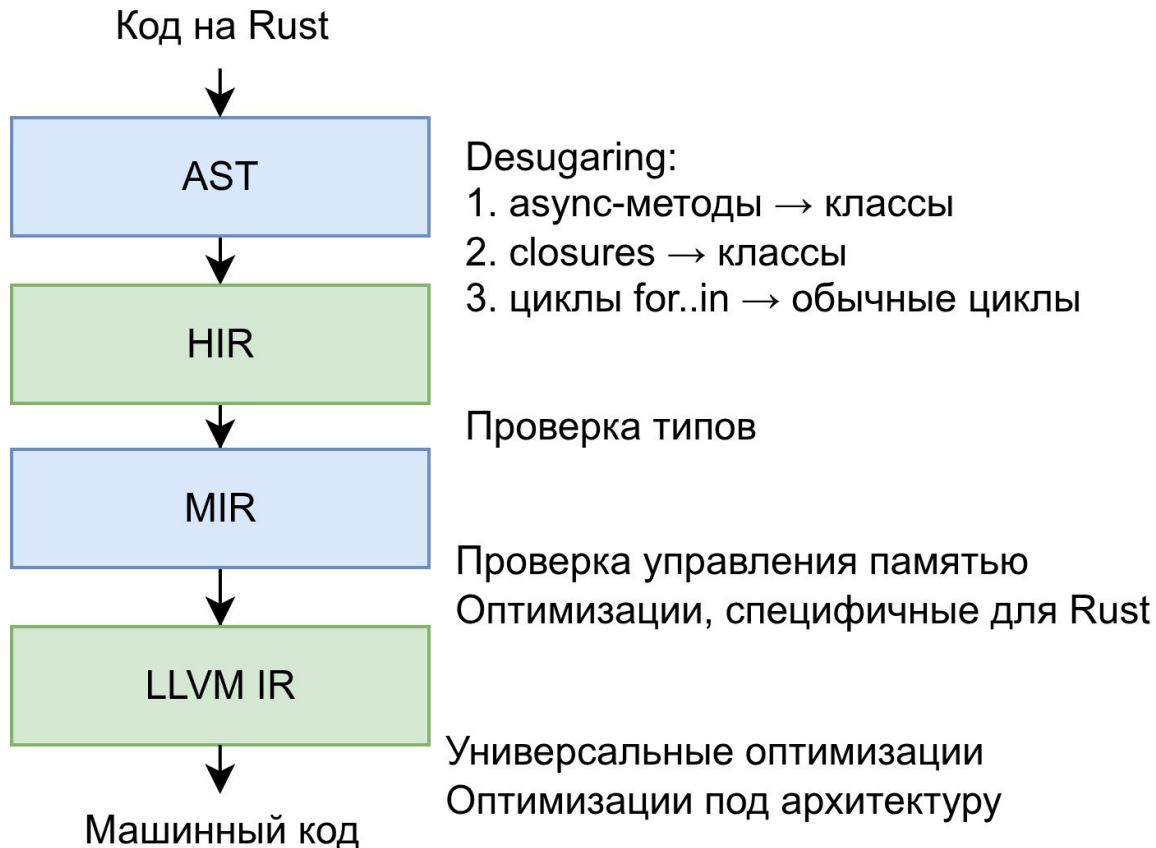 Код на Rust
AST
Desugaring:
1. async-методы → классы
2. closures → классы
3. циклы for..in → обычные циклы
HIR
Проверка типов
MIR
Проверка управления памятью
Оптимизации, специфичные для Rust
LLVM IR
Универсальные оптимизации
Оптимизации под архитектуру
Машинный код